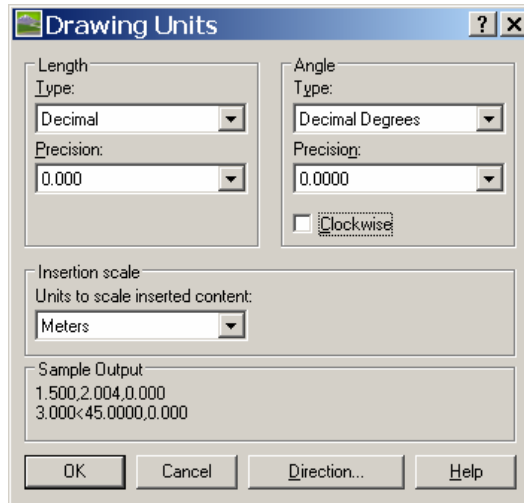 Drawing Units
Length
Type:
Decimal
Precision:
0.000
Angle
Type:
Decimal Degrees
Precision:
0.0000
Clockwise
Insertion scale
Units to scale inserted content:
Meters
Sample Output
1.500,2.004,0.000
3.000<45.0000,0.000
OK Cancel Direction... Help